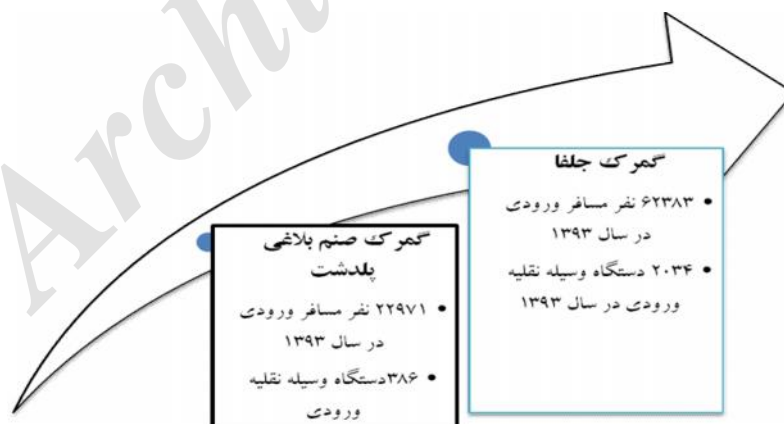 گمرک جلفا
• ۶۲۳۸۳ نفر مسافر ورودی
در سال ۱۳۹۳
• ۲۰۳۴ دستگاه وسیله نقلیه
ورودی در سال ۱۳۹۳
گمرک صنم بلاغی
پلدشت
• ۲۲۹۷۱ نفر مسافر ورودی
در سال ۱۳۹۳
• ۳۸۶دستگاه وسیله نقلیه
ورودی